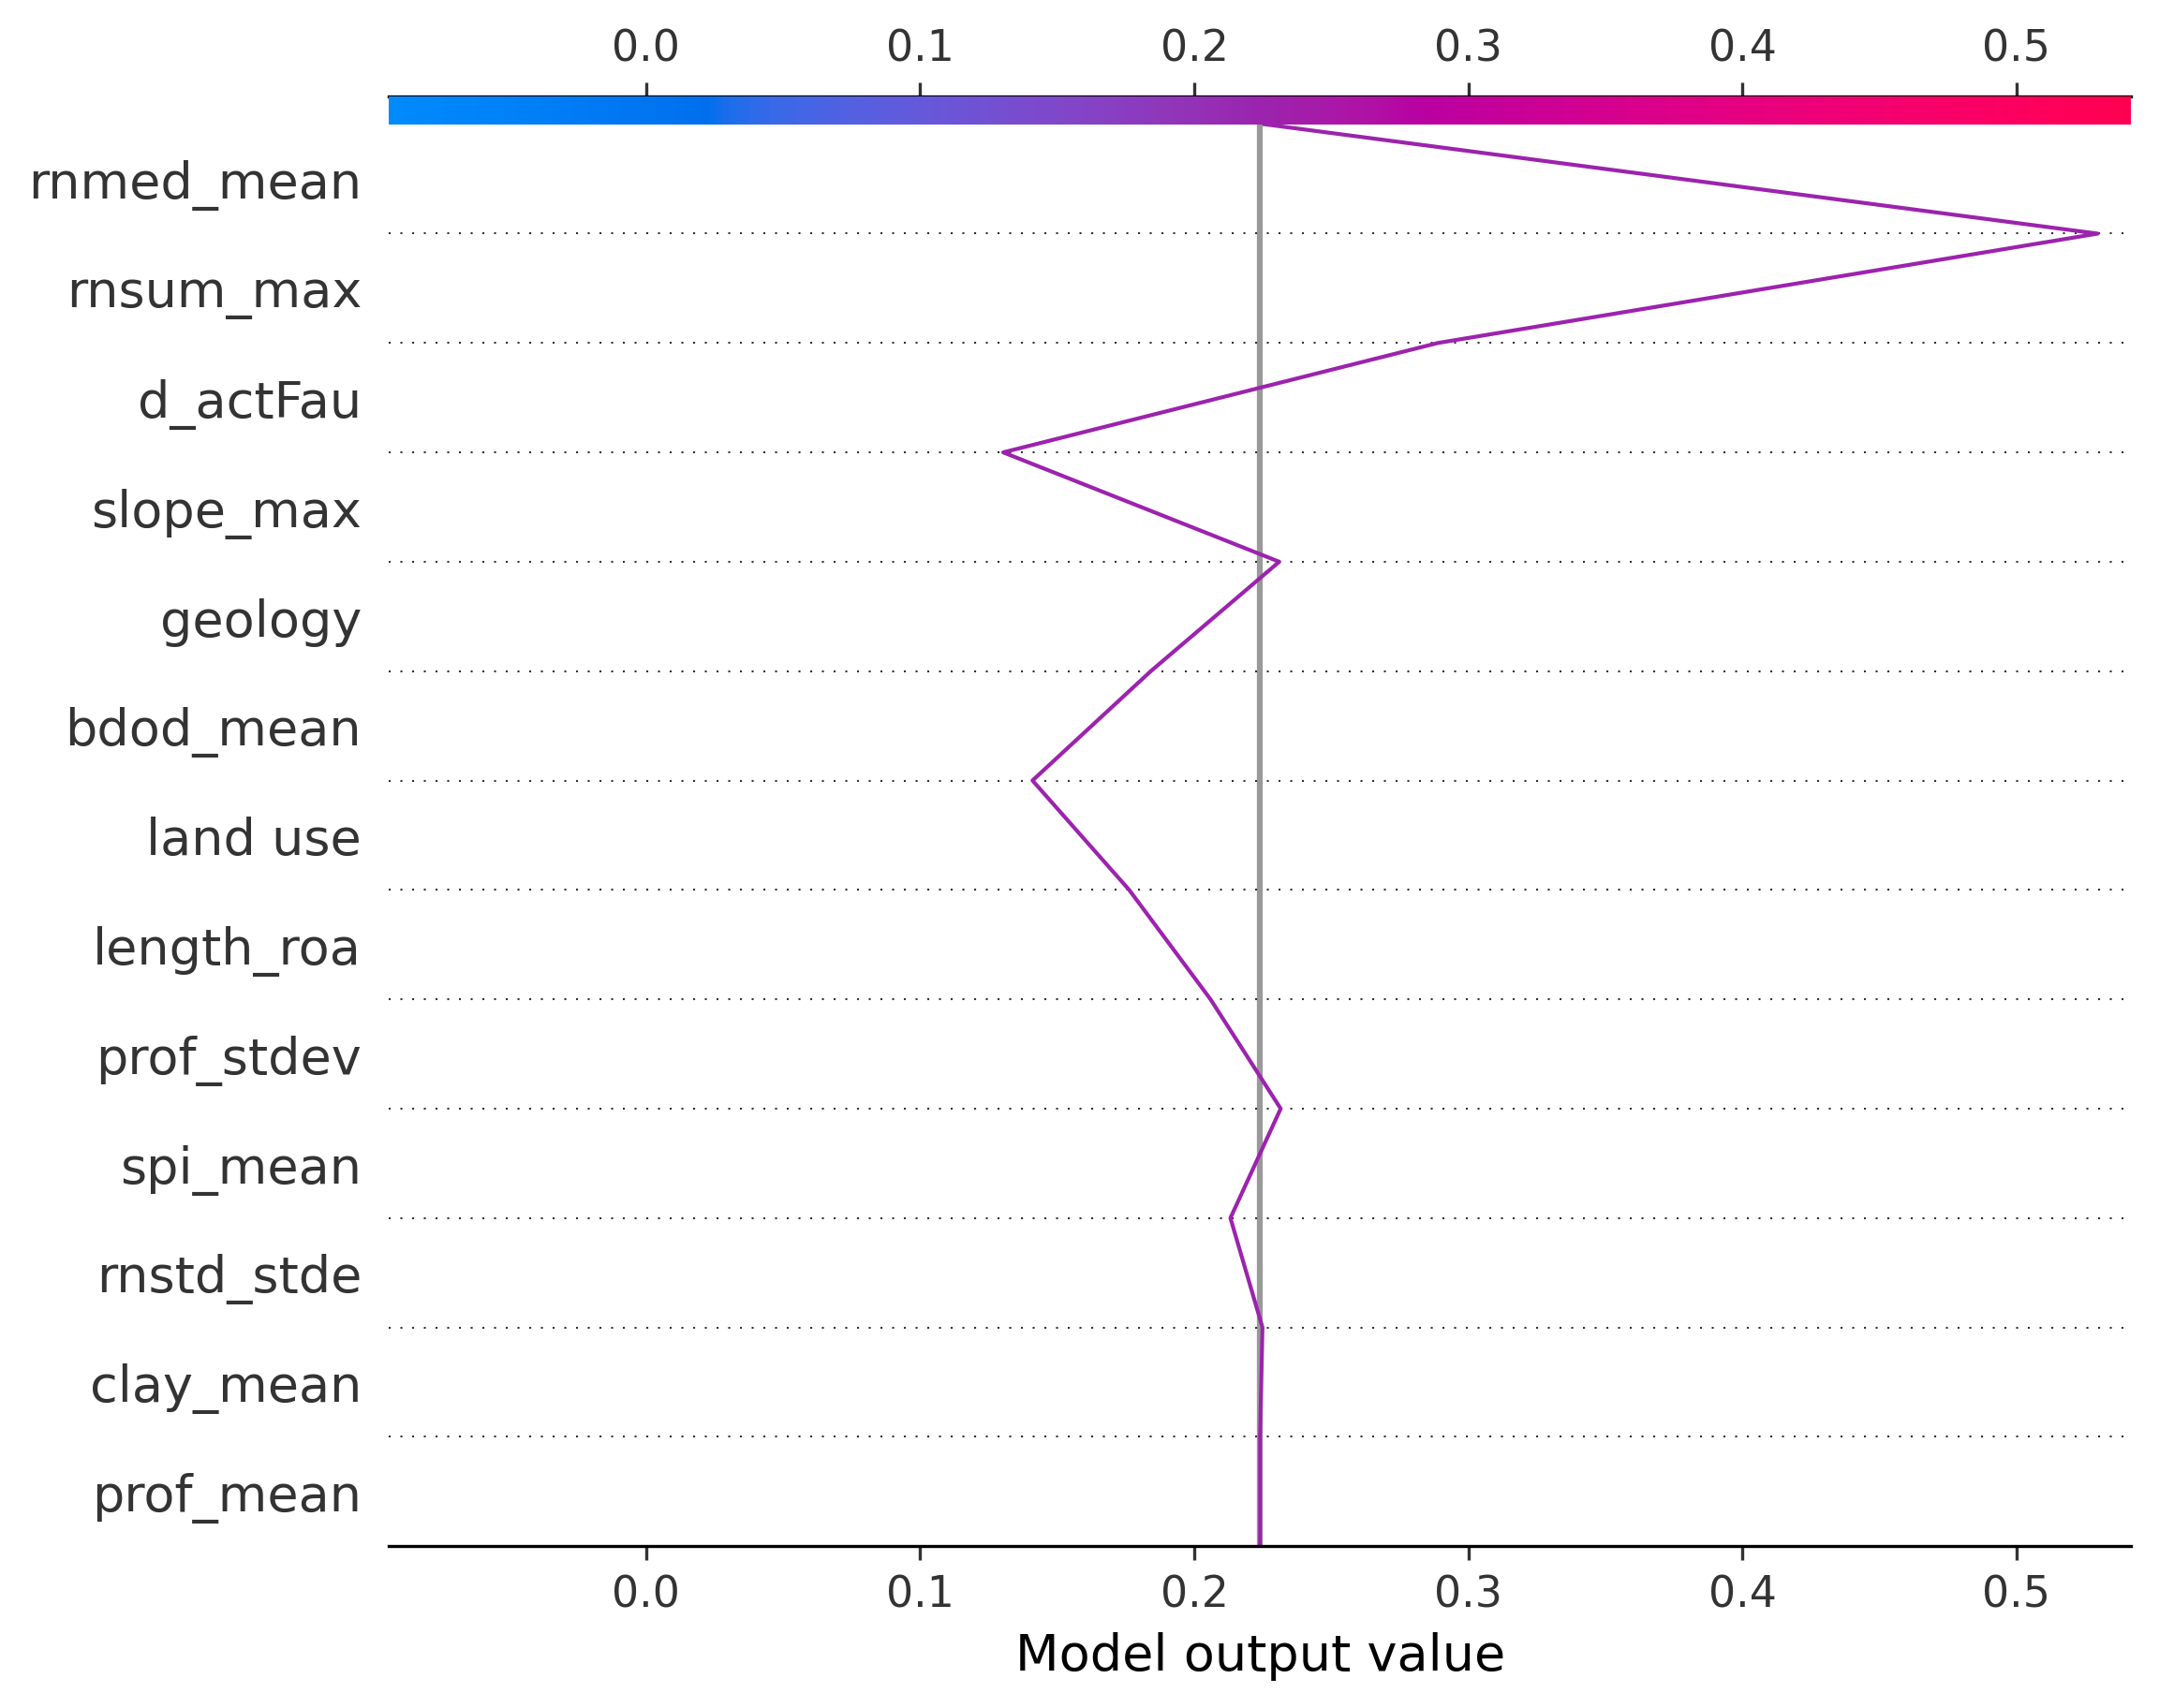 0.0 0.1 0.2 0.3 0.4 0.5
rnmed_mean
rnsum_max
d_actFau
slope_max
geology
bdod_mean
land use
length_roa
prof_stdev
spi_mean
rnstd_stde
clay_mean
prof_mean
0.0 0.1 0.2 0.3 0.4 0.5
Model output value